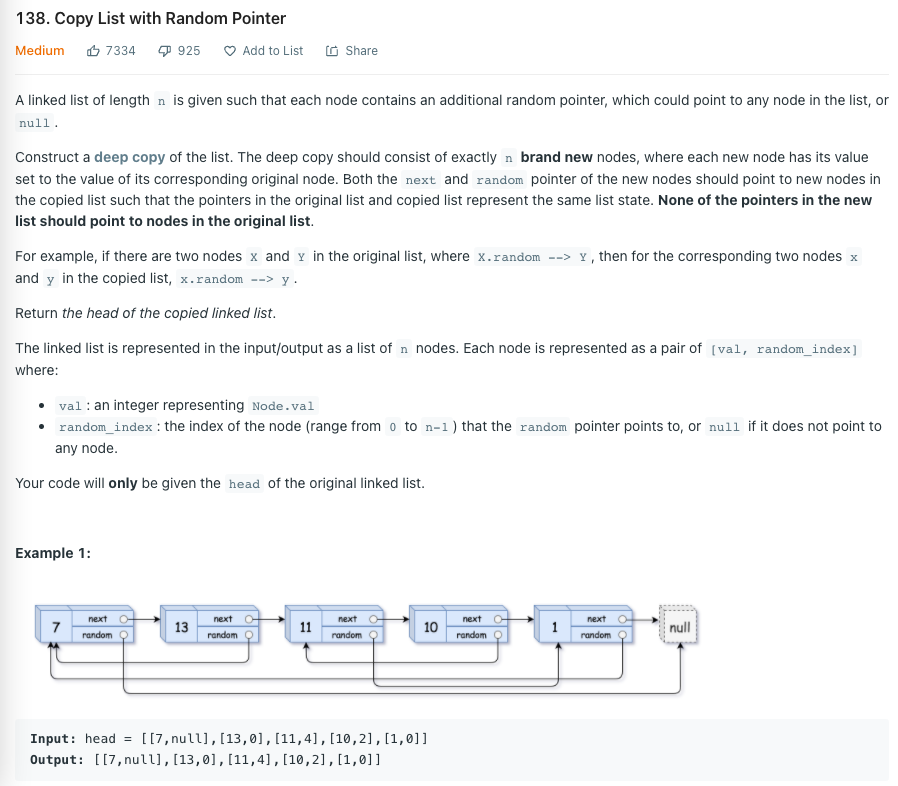 138. Copy List with Random Pointer
Medium 7334 925 Add to List Share
A linked list of length n is given such that each node contains an additional random pointer, which could point to any node in the list, or
null.
Construct a deep copy of the list. The deep copy should consist of exactly n brand new nodes, where each new node has its value
set to the value of its corresponding original node. Both the next and random pointer of the new nodes should point to new nodes in
the copied list such that the pointers in the original list and copied list represent the same list state. None of the pointers in the new
list should point to nodes in the original list.
For example, if there are two nodes X and Y in the original list, where X.random --> Y, then for the corresponding two nodes x
and y in the copied list, x.random --> y.
Return the head of the copied linked list.
The linked list is represented in the input/output as a list of n nodes. Each node is represented as a pair of [val, random_index]
where:
• val: an integer representing Node.val
• random_index: the index of the node (range from 0 to n-1) that the random pointer points to, or null if it does not point to
any node.
Your code will only be given the head of the original linked list.
Example 1:
7 next random 13 next random 11 next random 10 next random 1 next random null
Input: head = [[7,null],[13,0],[11,4],[10,2],[1,0]]
Output: [[7,null],[13,0],[11,4],[10,2],[1,0]]